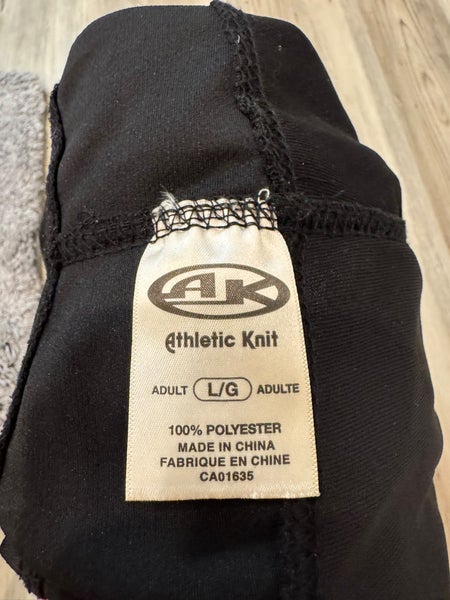 AK
Athletic Knit
ADULT L/G ADULTE
100% POLYESTER
MADE IN CHINA
FABRIQUE EN CHINE
CA01635